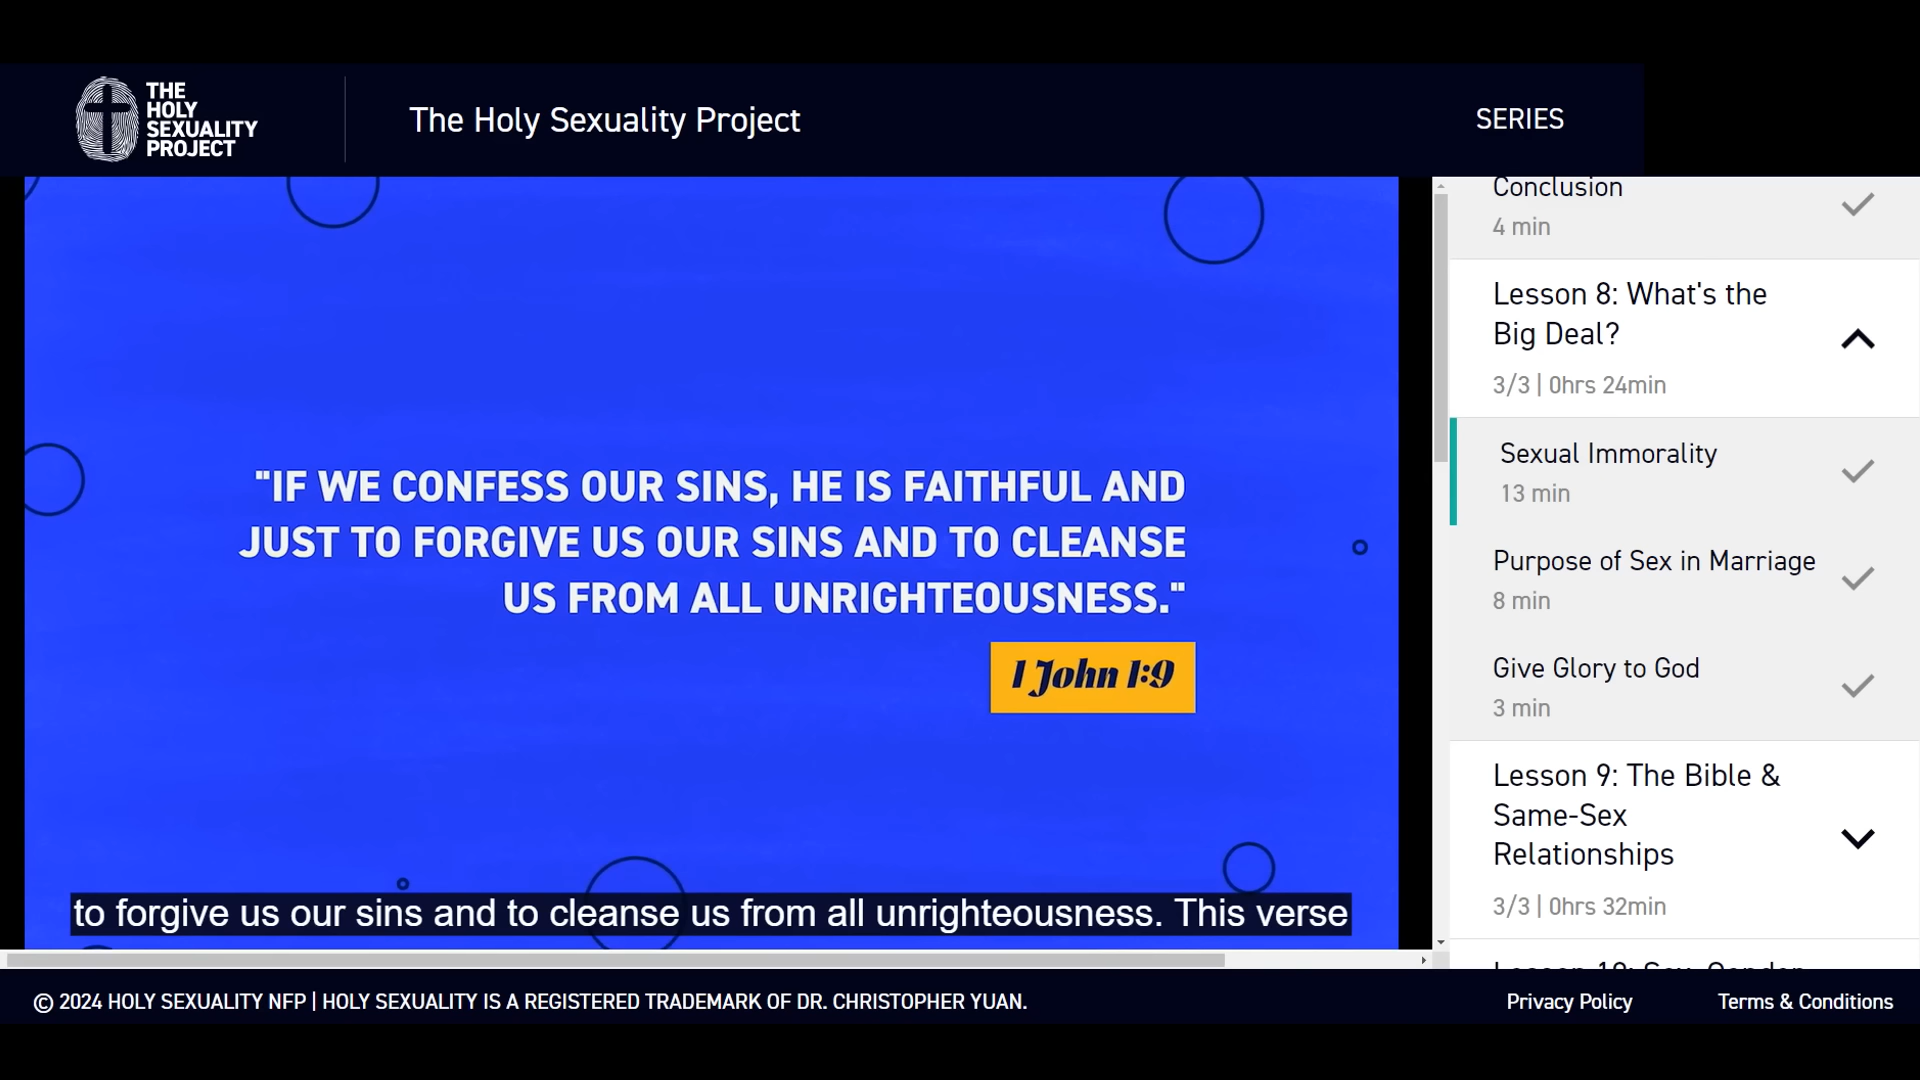 THE
HOLY
SEXUALITY
PROJECT
The Holy Sexuality Project
SERIES
"IF WE CONFESS OUR SINS, HE IS FAITHFUL AND
JUST TO FORGIVE US OUR SINS AND TO CLEANSE
US FROM ALL UNRIGHTEOUSNESS."
1 John 1:9
to forgive us our sins and to cleanse us from all unrighteousness. This verse
Conclusion
4 min
Lesson 8: What's the
Big Deal?
3/3 | 0hrs 24min
Sexual Immorality
13 min
Purpose of Sex in Marriage
8 min
Give Glory to God
3 min
Lesson 9: The Bible &
Same-Sex
Relationships
3/3 | 0hrs 32min
© 2024 HOLY SEXUALITY NFP | HOLY SEXUALITY IS A REGISTERED TRADEMARK OF DR. CHRISTOPHER YUAN.
Privacy Policy
Terms & Conditions